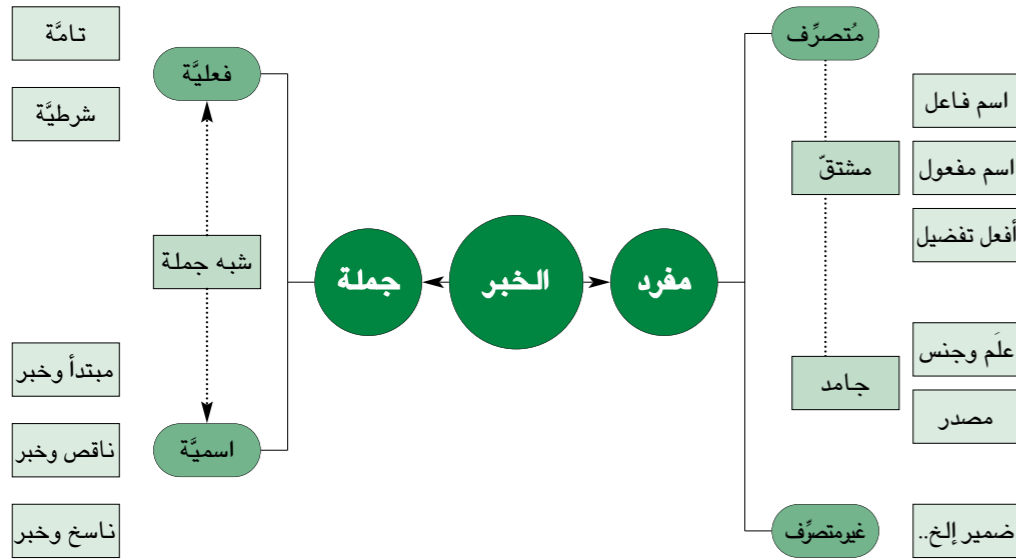 الخبر
مفرد
مُتصرِّف
مشتقّ
اسم فاعل
اسم مفعول
أفعل تفضيل
جامد
علَم وجنس
مصدر
غيرمتصرِّف
ضمير إلخ..
جملة
فعليَّة
تامَّة
شرطيَّة
شبه جملة
اسميَّة
مبتدأ وخبر
ناقص وخبر
ناسخ وخبر